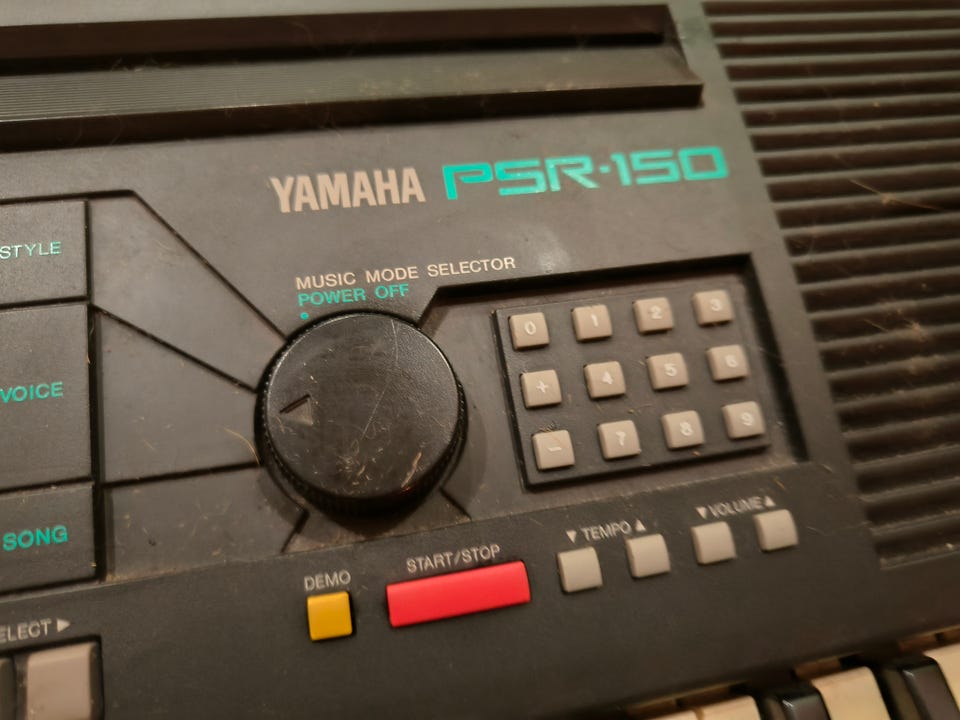 YAMAHA PSR-150
STYLE
MUSIC MODE SELECTOR
POWER OFF
0 1 2 3
VOICE
+ 4 5 6
- 7 8 9
SONG
▼ TEMPO ▲
▼ VOLUME ▲
DEMO
START/STOP
ELECT ▶